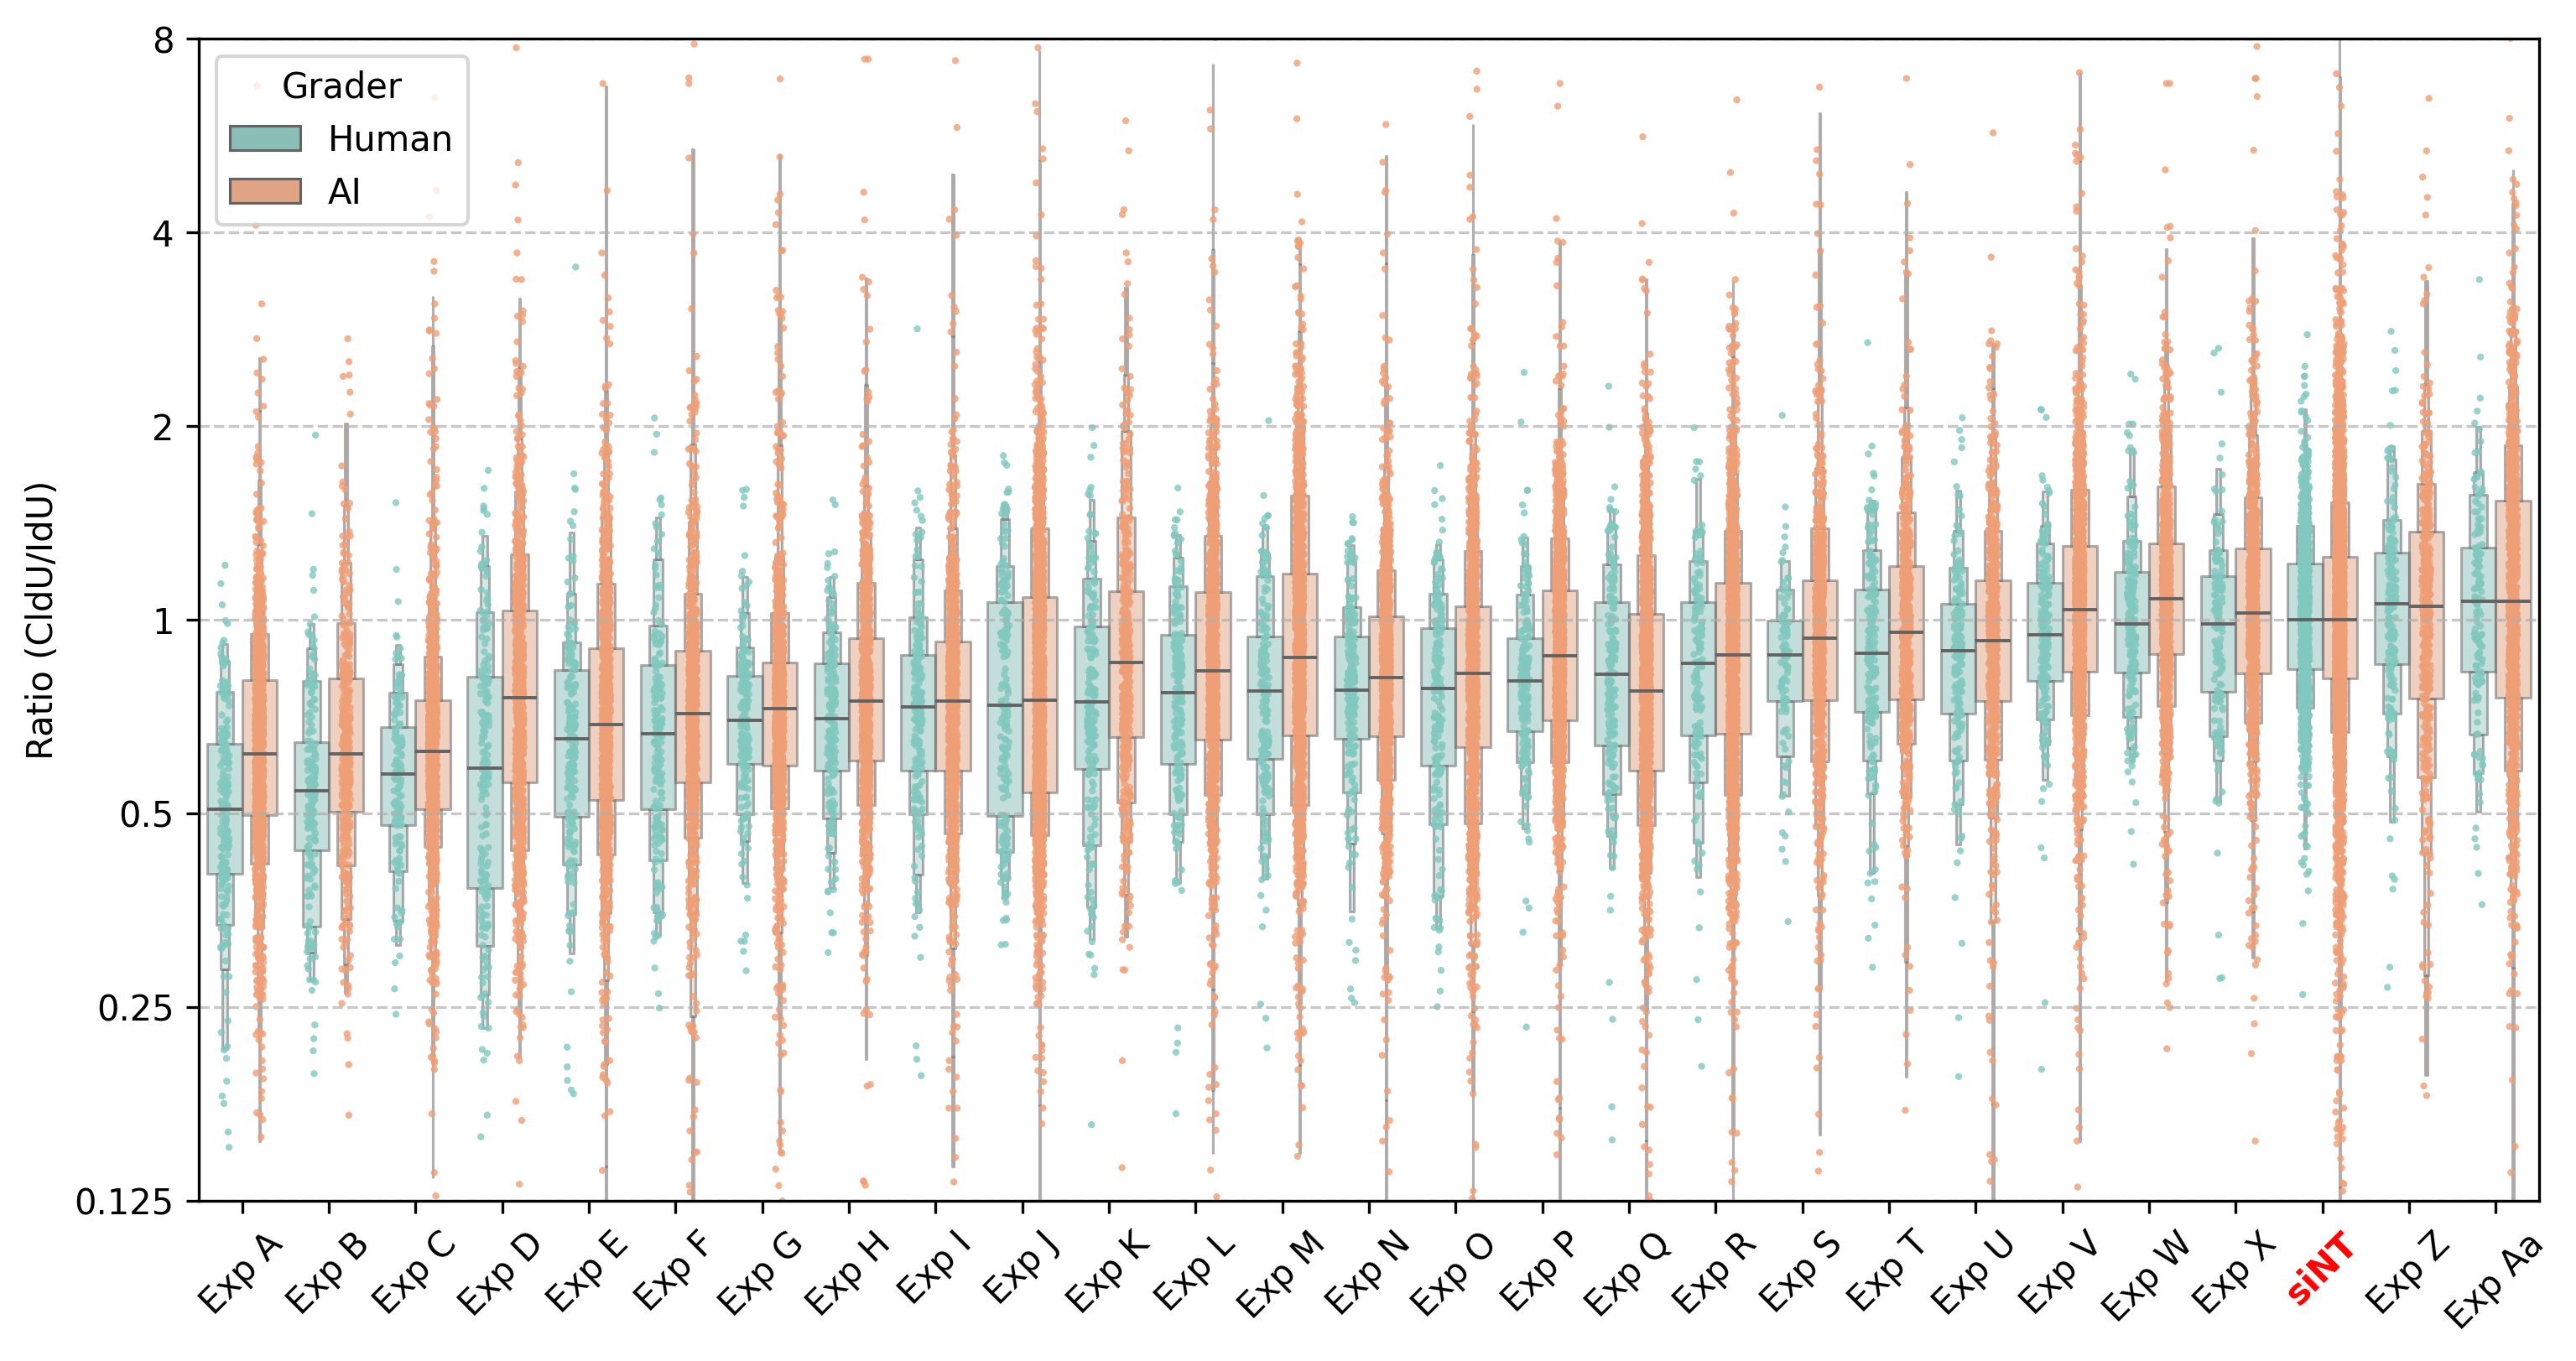 8
4
2
1
0.5
0.25
0.125
Ratio (CldU/IdU)
Grader
Human
AI
Exp A
Exp B
Exp C
Exp D
Exp E
Exp F
Exp G
Exp H
Exp I
Exp J
Exp K
Exp L
Exp M
Exp N
Exp O
Exp P
Exp Q
Exp R
Exp S
Exp T
Exp U
Exp V
Exp W
Exp X
siNT
Exp Z
Exp Aa